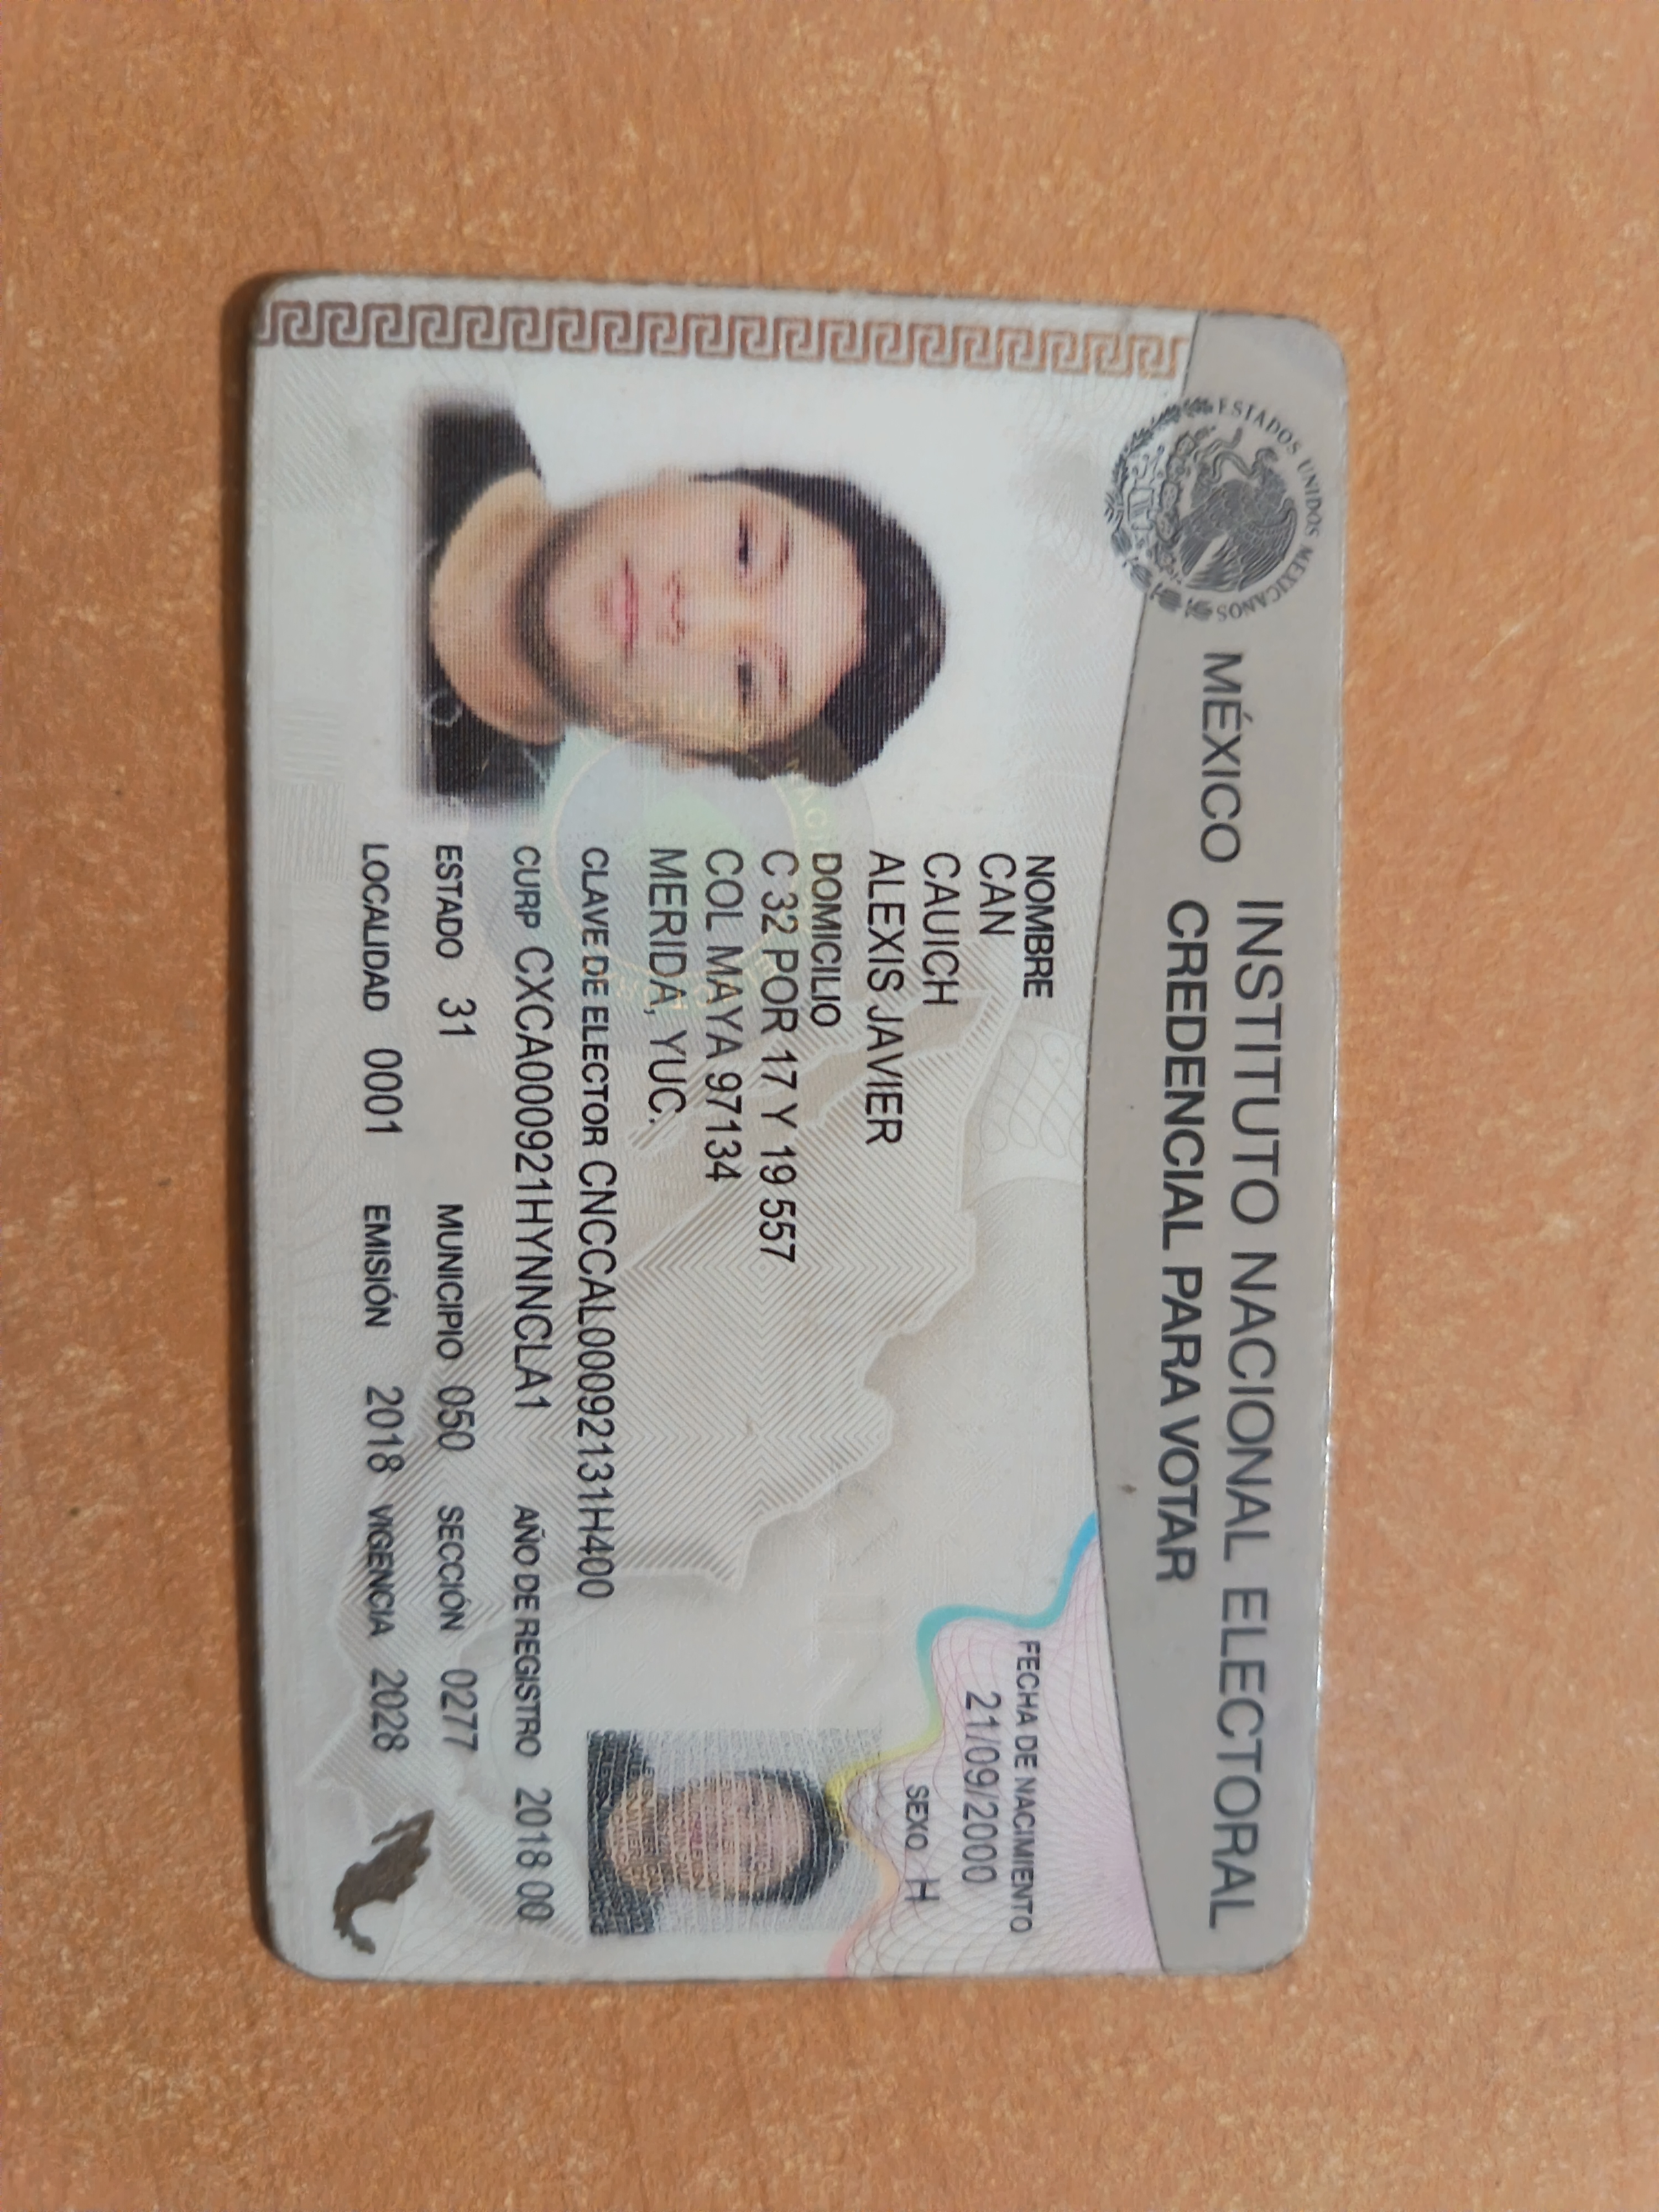 ESTADOS UNIDOS MEXICANOS
MÉXICO INSTITUTO NACIONAL ELECTORAL
CREDENCIAL PARA VOTAR
NOMBRE
CAN
CAUICH
ALEXIS JAVIER
FECHA DE NACIMIENTO
21/09/2000
SEXO H
DOMICILIO
C 32 POR 17 Y 19 557
COL MAYA 97134
MERIDA, YUC.
CLAVE DE ELECTOR CNCCAL00092131H400
CURP CXCA000921HYNNCLA1 AÑO DE REGISTRO 2018 00
ESTADO 31 MUNICIPIO 050 SECCIÓN 0277
LOCALIDAD 0001 EMISIÓN 2018 VIGENCIA 2028